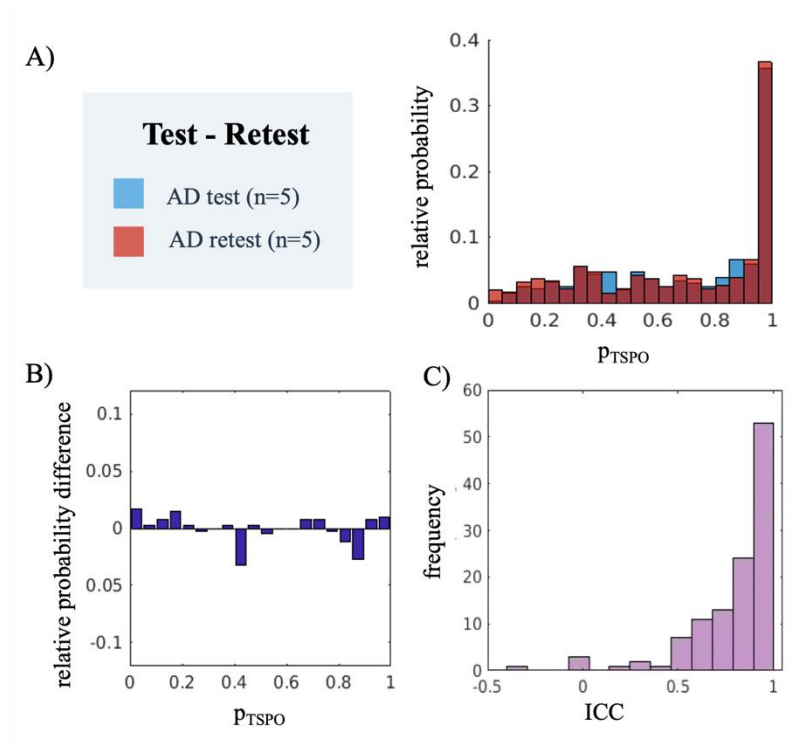 A)
Test - Retest
AD test (n=5)
AD retest (n=5)
relative probability
0.4
0.3
0.2
0.1
0
0 0.2 0.4 0.6 0.8 1
pTSPO
B)
relative probability difference
0.1
0.05
0
0.05
-0.1
0 0.2 0.4 0.6 0.8 1
pTSPO
C)
frequency
60
50
40
30
20
10
0
-0.5 0 0.5 1
ICC